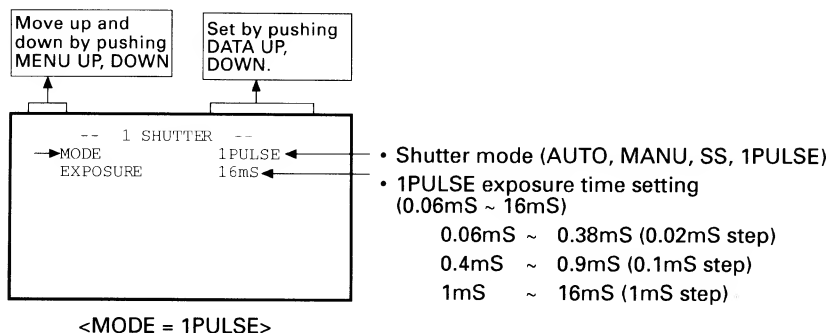 Move up and
down by pushing
MENU UP, DOWN
Set by pushing
DATA UP,
DOWN.
-- 1 SHUTTER --
MODE 1PULSE
EXPOSURE 16mS
• Shutter mode (AUTO, MANU, SS, 1PULSE)
• 1PULSE exposure time setting
(0.06mS ~ 16mS)
0.06mS ~ 0.38mS (0.02mS step)
0.4mS ~ 0.9mS (0.1mS step)
1mS ~ 16mS (1mS step)
<MODE = 1PULSE>